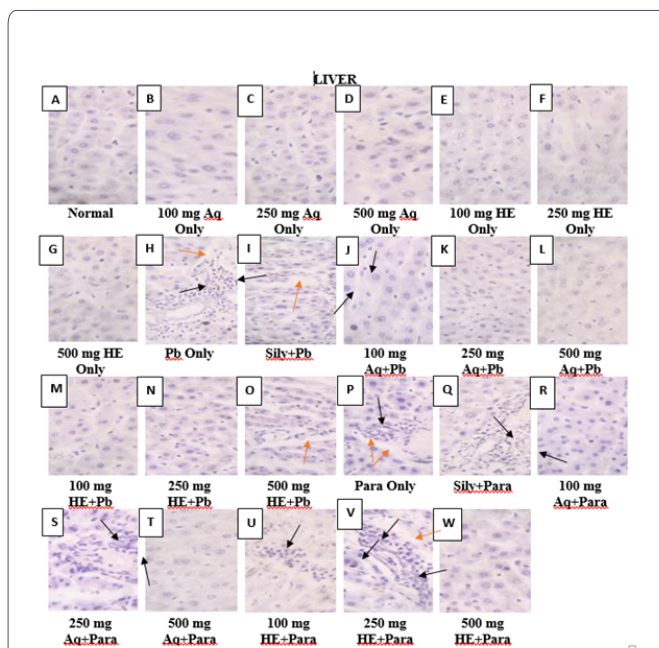 LIVER
A B C D E F
Normal 100 mg Aq Only 250 mg Aq Only 500 mg Aq Only 100 mg HE Only 250 mg HE Only
G H I J K L
500 mg HE Only Pb Only Sily+Pb 100 mg Aq+Pb 250 mg Aq+Pb 500 mg Aq+Pb
M N O P Q R
100 mg HE+Pb 250 mg HE+Pb 500 mg HE+Pb Para Only Sily+Para 100 mg Aq+Para
S T U V W
250 mg Aq+Para 500 mg Aq+Para 100 mg HE+Para 250 mg HE+Para 500 mg HE+Para